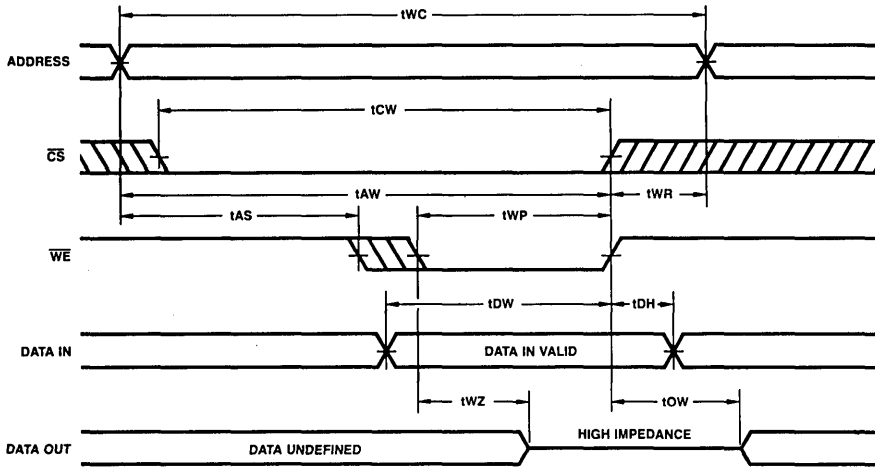 tWC
ADDRESS
tCW
CS
tAW
tWR
tAS
tWP
WE
tDW
tDH
DATA IN
DATA IN VALID
tWZ
tOW
HIGH IMPEDANCE
DATA OUT
DATA UNDEFINED